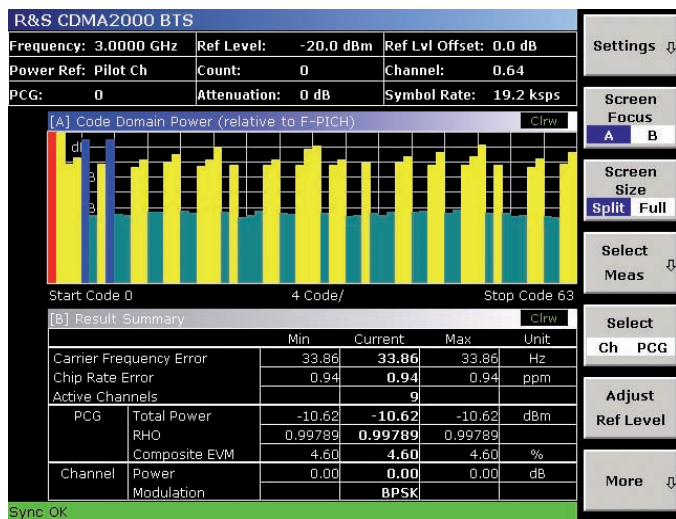 R&S CDMA2000 BTS
Frequency: 3.0000 GHz Ref Level: -20.0 dBm Ref Lvl Offset: 0.0 dB
Power Ref: Pilot Ch Count: 0 Channel: 0.64
PCG: 0 Attenuation: 0 dB Symbol Rate: 19.2 ksps
[A] Code Domain Power (relative to F-PICH) Clrw
Start Code 0 4 Code/ Stop Code 63
[B] Result Summary Clrw
Min Current Max Unit
Carrier Frequency Error 33.86 33.86 33.86 Hz
Chip Rate Error 0.94 0.94 0.94 ppm
Active Channels 9
PCG Total Power -10.62 -10.62 -10.62 dBm
RHO 0.99789 0.99789 0.99789
Composite EVM 4.60 4.60 4.60 %
Channel Power 0.00 0.00 0.00 dB
Modulation BPSK
Sync OK
Settings
Screen
Focus
A B
Screen
Size
Split Full
Select
Meas
Select
Ch PCG
Adjust
Ref Level
More